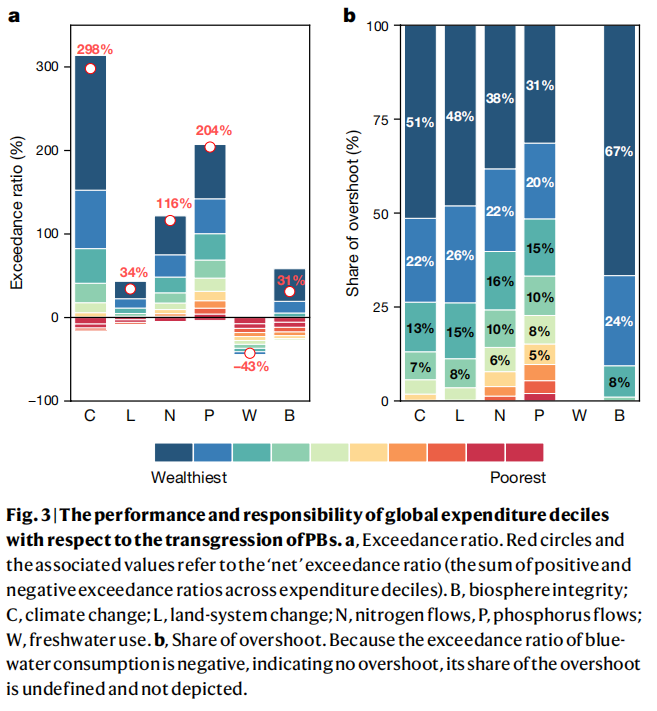 a
b
298%
34%
116%
204%
–43%
31%
300
200
100
0
–100
Exceedance ratio (%)
C L N P W B
100
75
50
25
0
Share of overshoot (%)
51% 48% 38% 31% 67%
22% 26% 22% 20% 24%
13% 15% 16% 15% 8%
7% 8% 10% 10%
6% 8%
5%
C L N P W B
Wealthiest
Poorest
Fig. 3 | The performance and responsibility of global expenditure deciles
with respect to the transgression of PBs. a, Exceedance ratio. Red circles and
the associated values refer to the ‘net’ exceedance ratio (the sum of positive and
negative exceedance ratios across expenditure deciles). B, biosphere integrity;
C, climate change; L, land-system change; N, nitrogen flows, P, phosphorus flows;
W, freshwater use. b, Share of overshoot. Because the exceedance ratio of blue-
water consumption is negative, indicating no overshoot, its share of the overshoot
is undefined and not depicted.